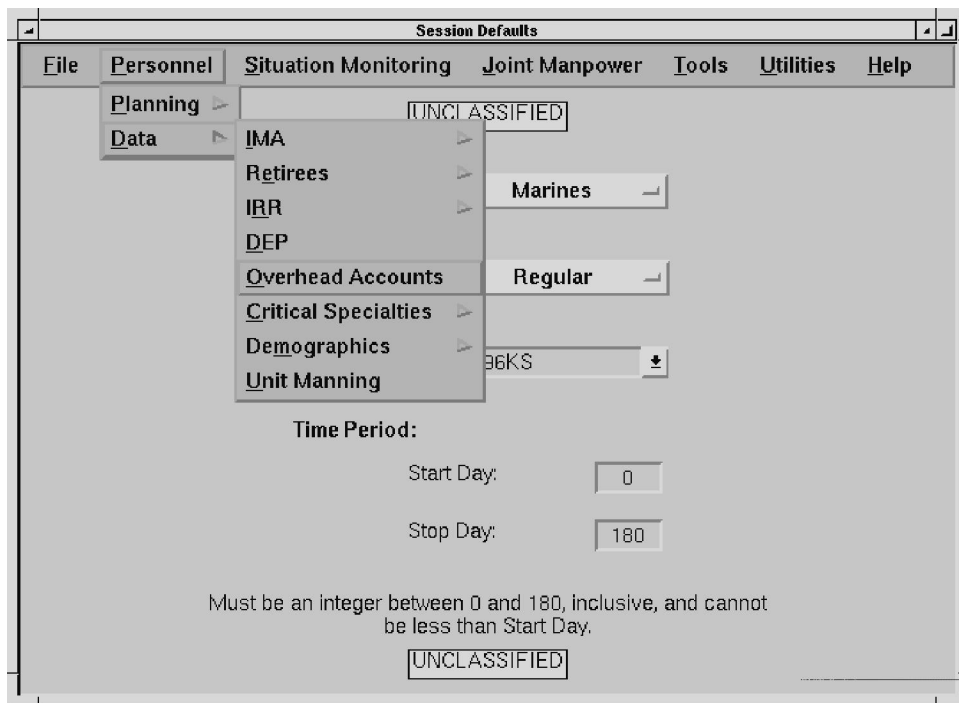 Session Defaults
File Personnel Situation Monitoring Joint Manpower Tools Utilities Help
Planning
Data
UNCLASSIFIED
IMA
Retirees
IRR
DEP
Overhead Accounts
Critical Specialties
Demographics
Unit Manning
Marines
Regular
96KS
Time Period:
Start Day: 0
Stop Day: 180
Must be an integer between 0 and 180, inclusive, and cannot
be less than Start Day.
UNCLASSIFIED